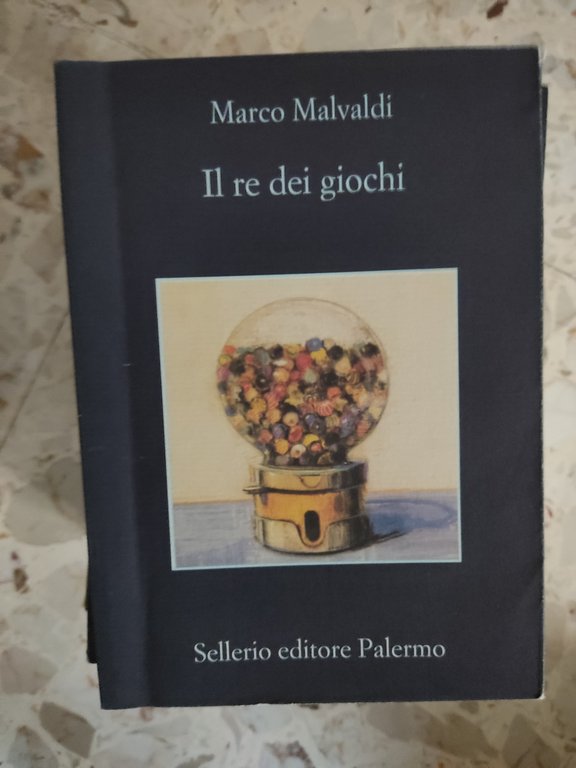 Marco Malvaldi
Il re dei giochi
Sellerio editore Palermo